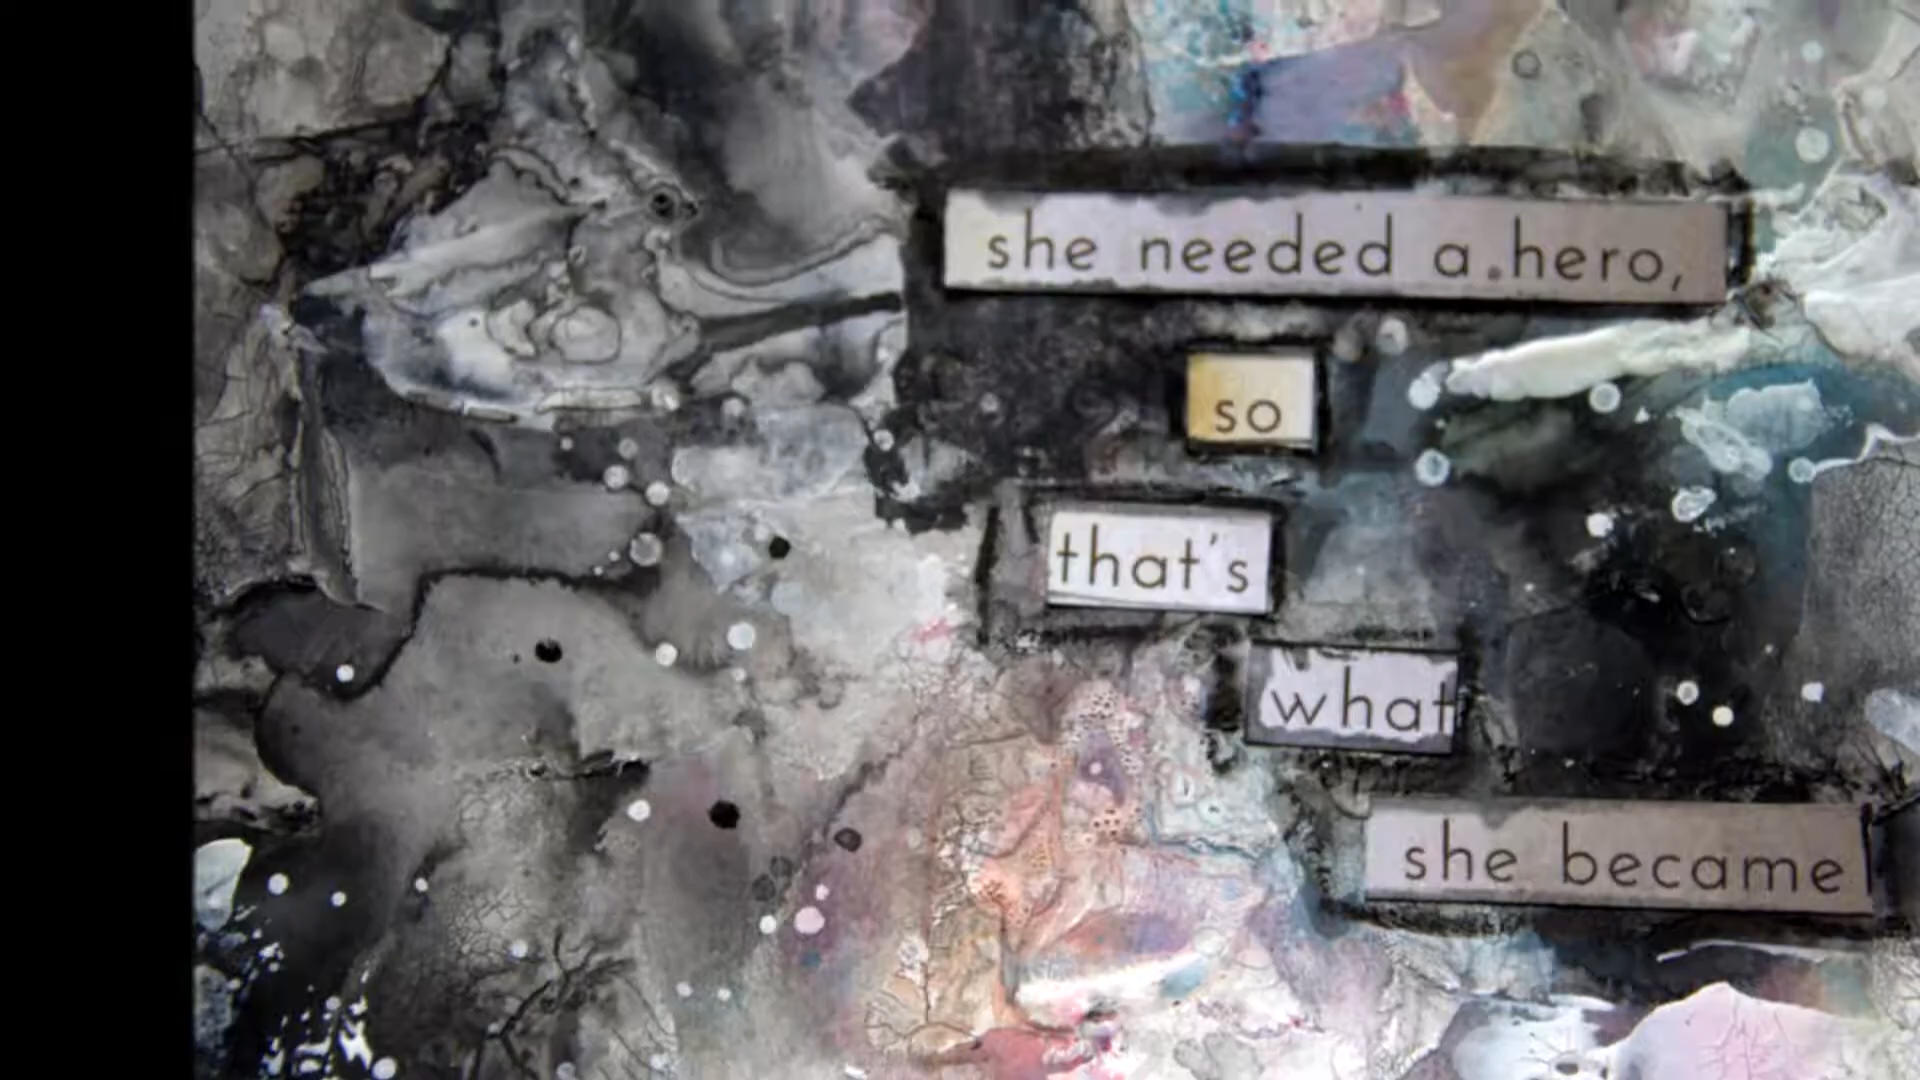 she needed a hero,
so
that's
what
she became